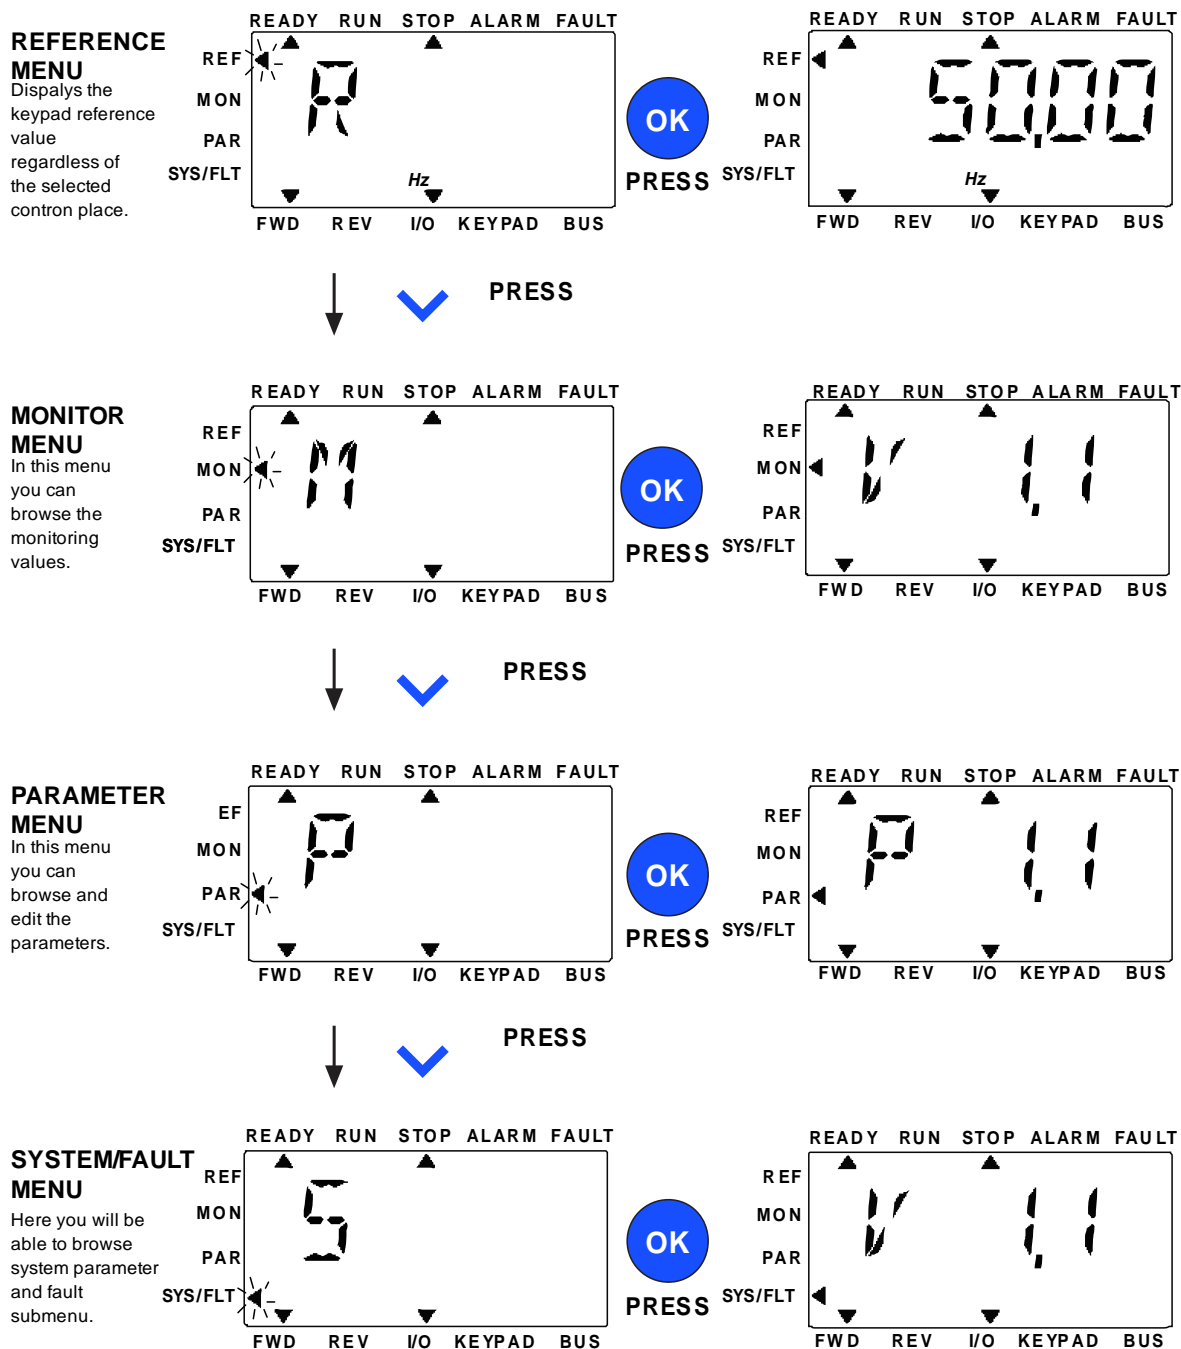 READY RUN STOP ALARM FAULT
READY RUN STOP ALARM FAULT
REFERENCE
MENU
Dispalys the
keypad reference
value
regardless of
the selected
contron place.
REF
MON
PAR
SYS/FLT
R
Hz
FWD REV I/O KEYPAD BUS
OK
PRESS
REF
MON
PAR
SYS/FLT
50,00
Hz
FWD REV I/O KEYPAD BUS
PRESS
READY RUN STOP ALARM FAULT
READY RUN STOP ALARM FAULT
MONITOR
MENU
In this menu
you can
browse the
monitoring
values.
REF
MON
PAR
SYS/FLT
M
FWD REV I/O KEYPAD BUS
OK
PRESS
REF
MON
PAR
SYS/FLT
V 1,1
FWD REV I/O KEYPAD BUS
PRESS
READY RUN STOP ALARM FAULT
READY RUN STOP ALARM FAULT
PARAMETER
MENU
In this menu
you can
browse and
edit the
parameters.
EF
MON
PAR
SYS/FLT
P
FWD REV I/O KEYPAD BUS
OK
PRESS
REF
MON
PAR
SYS/FLT
P 1,1
FWD REV I/O KEYPAD BUS
PRESS
READY RUN STOP ALARM FAULT
READY RUN STOP ALARM FAULT
SYSTEM/FAULT
MENU
Here you will be
able to browse
system parameter
and fault
submenu.
REF
MON
PAR
SYS/FLT
S
FWD REV I/O KEYPAD BUS
OK
PRESS
REF
MON
PAR
SYS/FLT
V 1,1
FWD REV I/O KEYPAD BUS